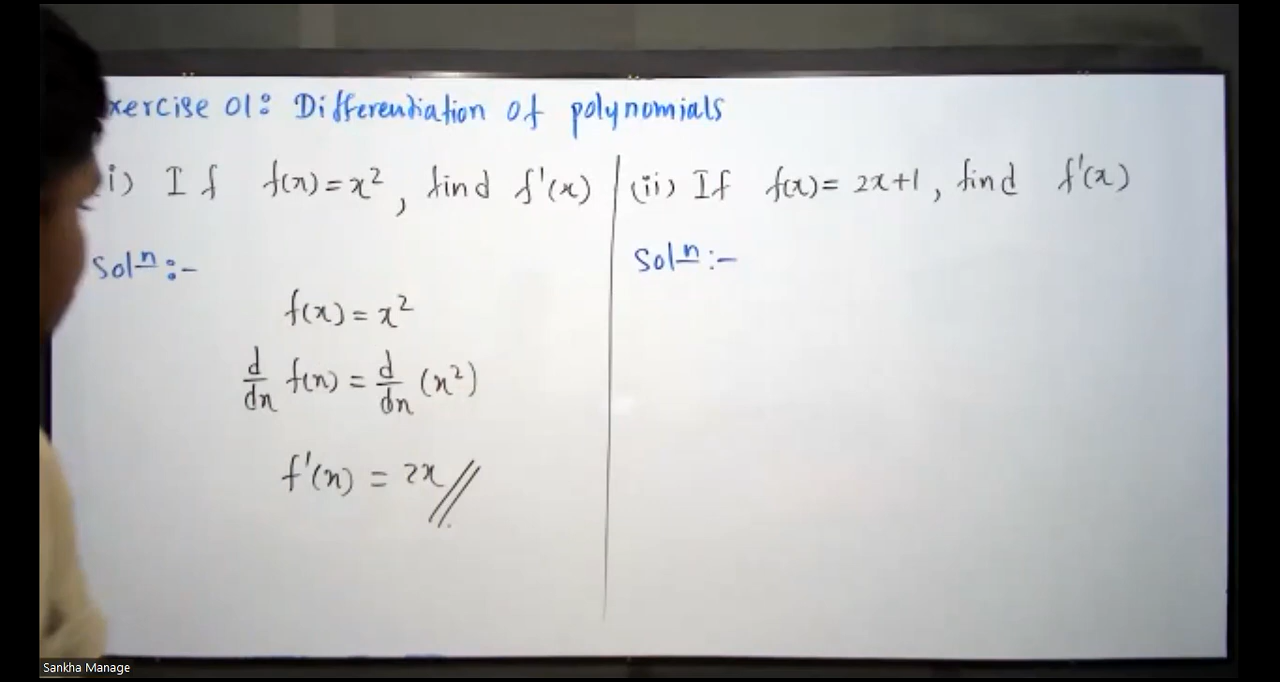 xercise 01: Differentiation of polynomials
i) If f(x) = x², find f'(x)
Solⁿ :-
f(x) = x²
d/dx f(x) = d/dx (x²)
f'(x) = 2x //
(ii) If f(x) = 2x+1, find f'(x)
Solⁿ :-
Sankha Manage